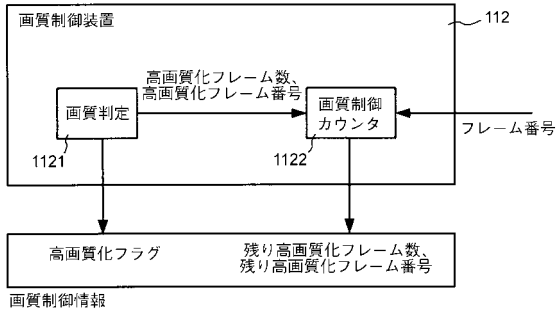 画質制御装置
112
高画質化フレーム数、
高画質化フレーム番号
画質判定
1121
画質制御
カウンタ
1122
フレーム番号
高画質化フラグ
残り高画質化フレーム数、
残り高画質化フレーム番号
画質制御情報